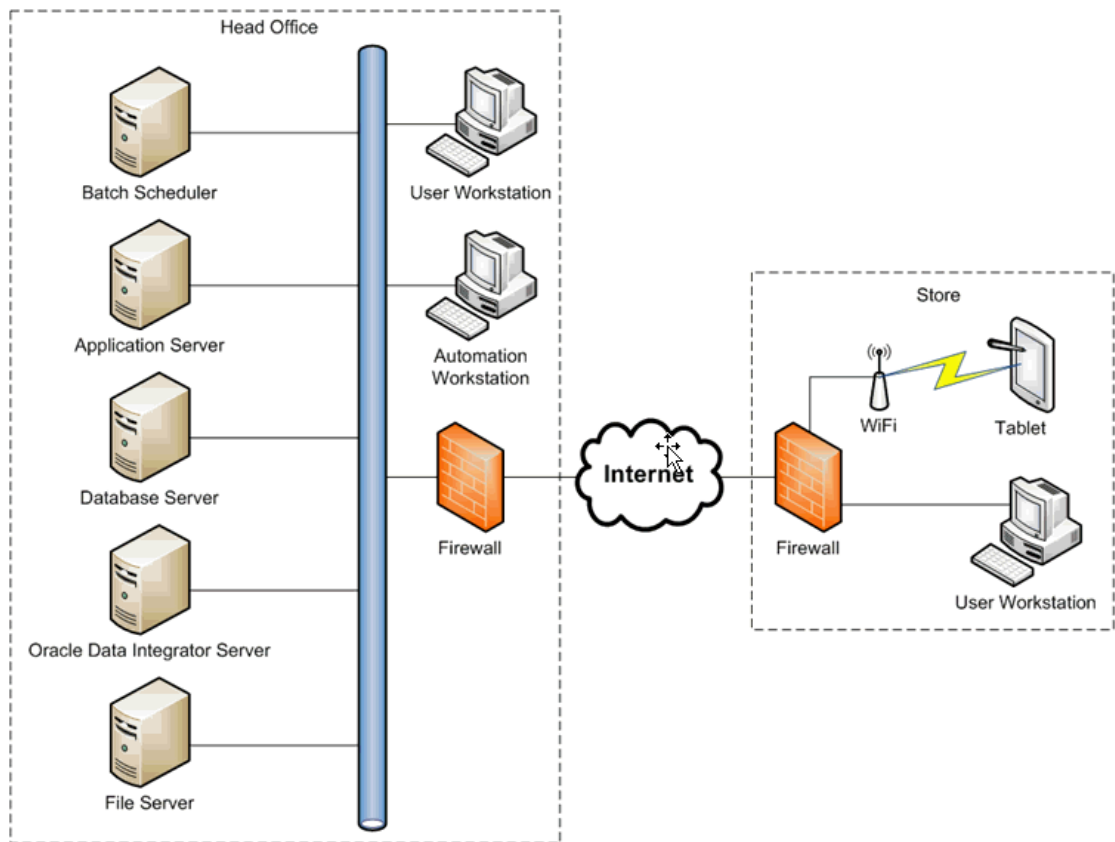 Head Office
Batch Scheduler
User Workstation
Application Server
Automation
Workstation
Database Server
Firewall
Oracle Data Integrator Server
File Server
Internet
Store
WiFi
Tablet
Firewall
User Workstation